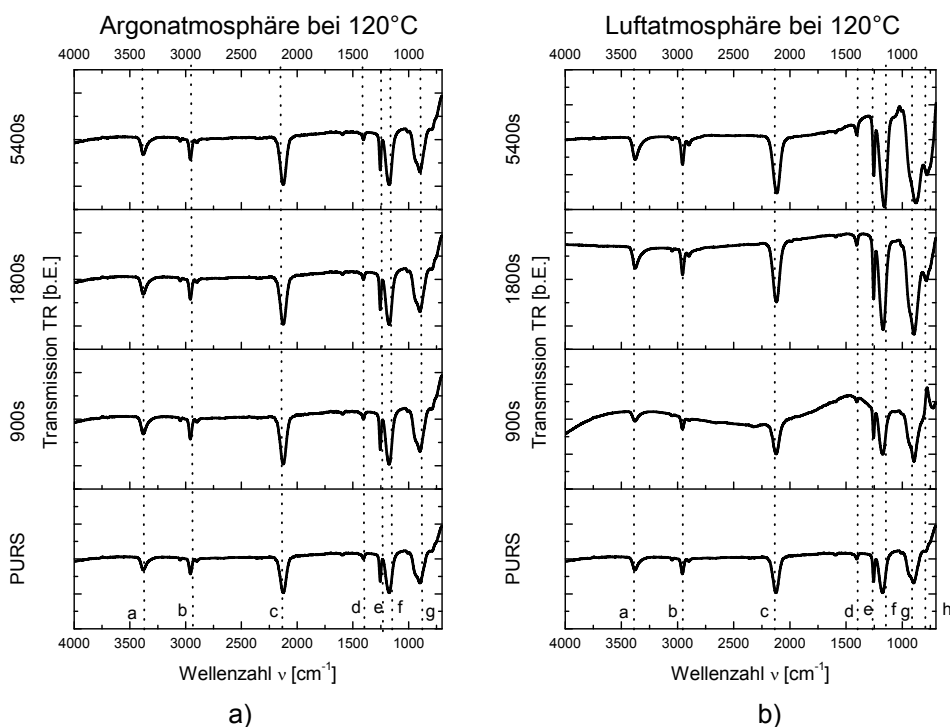 Argonatmosphäre bei 120°C
4000 3500 3000 2500 2000 1500 1000
5400s
1800s
900s
PURS
Transmission TR [b.E.]
a b c d e f g
4000 3500 3000 2500 2000 1500 1000
Wellenzahl ν [cm⁻¹]
a)
Luftatmosphäre bei 120°C
4000 3500 3000 2500 2000 1500 1000
5400s
1800s
900s
PURS
Transmission TR [b.E.]
a b c d e f g h
4000 3500 3000 2500 2000 1500 1000
Wellenzahl ν [cm⁻¹]
b)